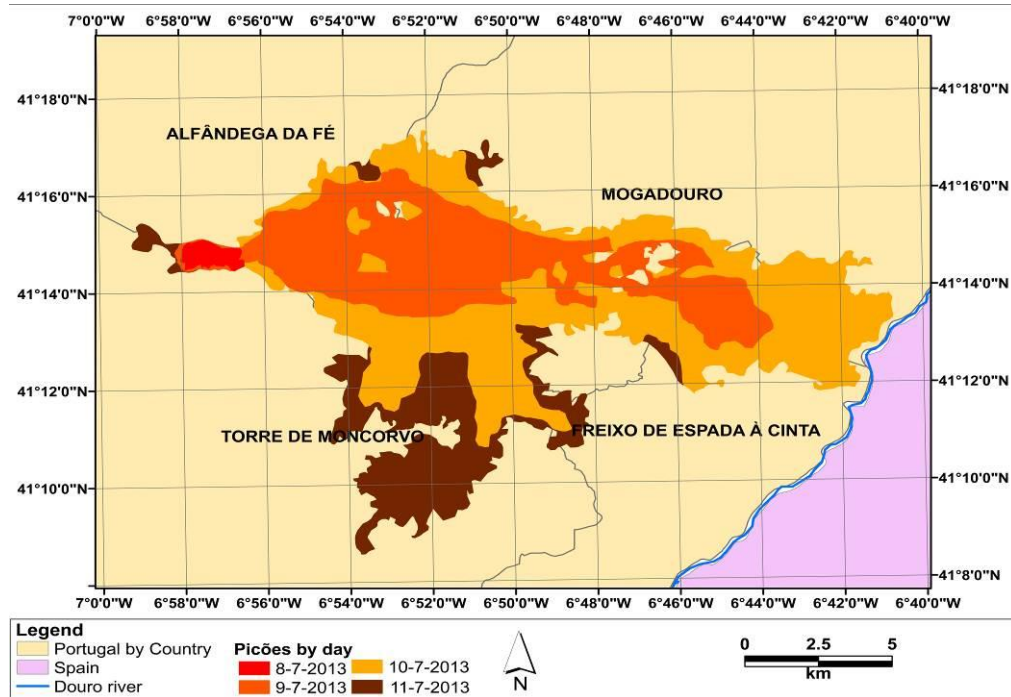 7°0'0"W 6°58'0"W 6°56'0"W 6°54'0"W 6°52'0"W 6°50'0"W 6°48'0"W 6°46'0"W 6°44'0"W 6°42'0"W 6°40'0"W
41°18'0"N 41°18'0"N
ALFÂNDEGA DA FÉ
41°16'0"N MOGADOURO 41°16'0"N
41°14'0"N 41°14'0"N
41°12'0"N 41°12'0"N
TORRE DE MONCORVO FREIXO DE ESPADA À CINTA
41°10'0"N 41°10'0"N
41°8'0"N
7°0'0"W 6°58'0"W 6°56'0"W 6°54'0"W 6°52'0"W 6°50'0"W 6°48'0"W 6°46'0"W 6°44'0"W 6°42'0"W 6°40'0"W
Legend
Portugal by Country
Spain
Douro river
Picões by day
8-7-2013 10-7-2013
9-7-2013 11-7-2013
N
0 2.5 5
km